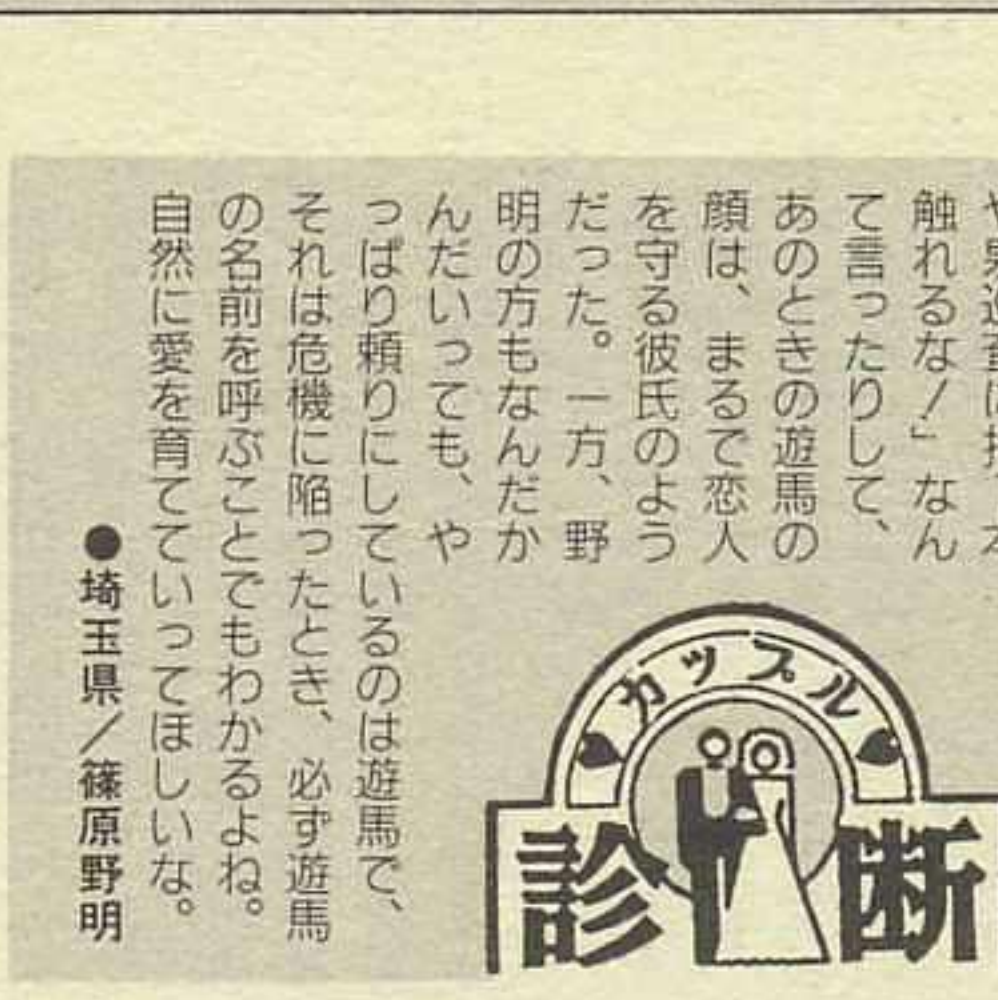 触れるな！」なん
て言ったりして、
あのときの遊馬の
顔は、まるで恋人
を守る彼氏のよう
だった。一方、野
明の方もなんだか
んだいっても、や
っぱり頼りにしているのは遊馬で、
それは危機に陥ったとき、必ず遊馬
の名前を呼ぶことでもわかるよね。
自然に愛を育てていってほしいな。
●埼玉県／篠原野明
カップル
診断